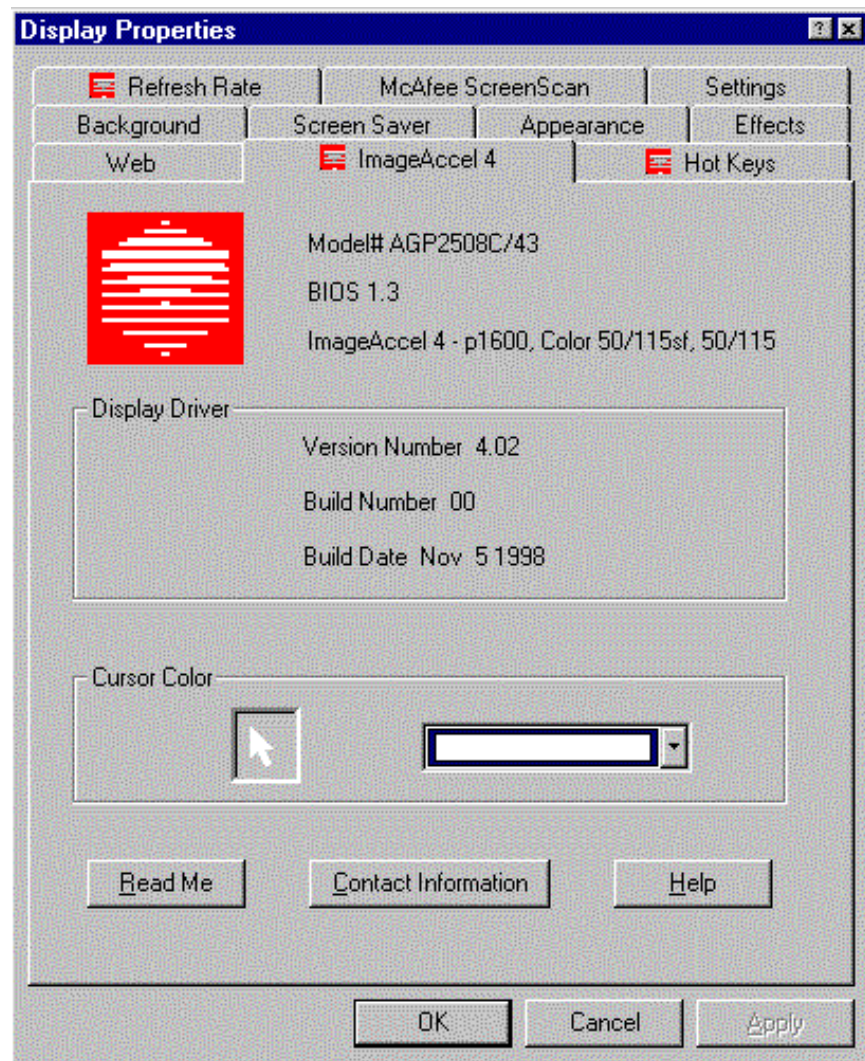 Display Properties
Refresh Rate McAfee ScreenScan Settings
Background Screen Saver Appearance Effects
Web ImageAccel 4 Hot Keys
Model# AGP2508C/43
BIOS 1.3
ImageAccel 4 - p1600, Color 50/115sf, 50/115
Display Driver
Version Number 4.02
Build Number 00
Build Date Nov 5 1998
Cursor Color
Read Me Contact Information Help
OK Cancel Apply